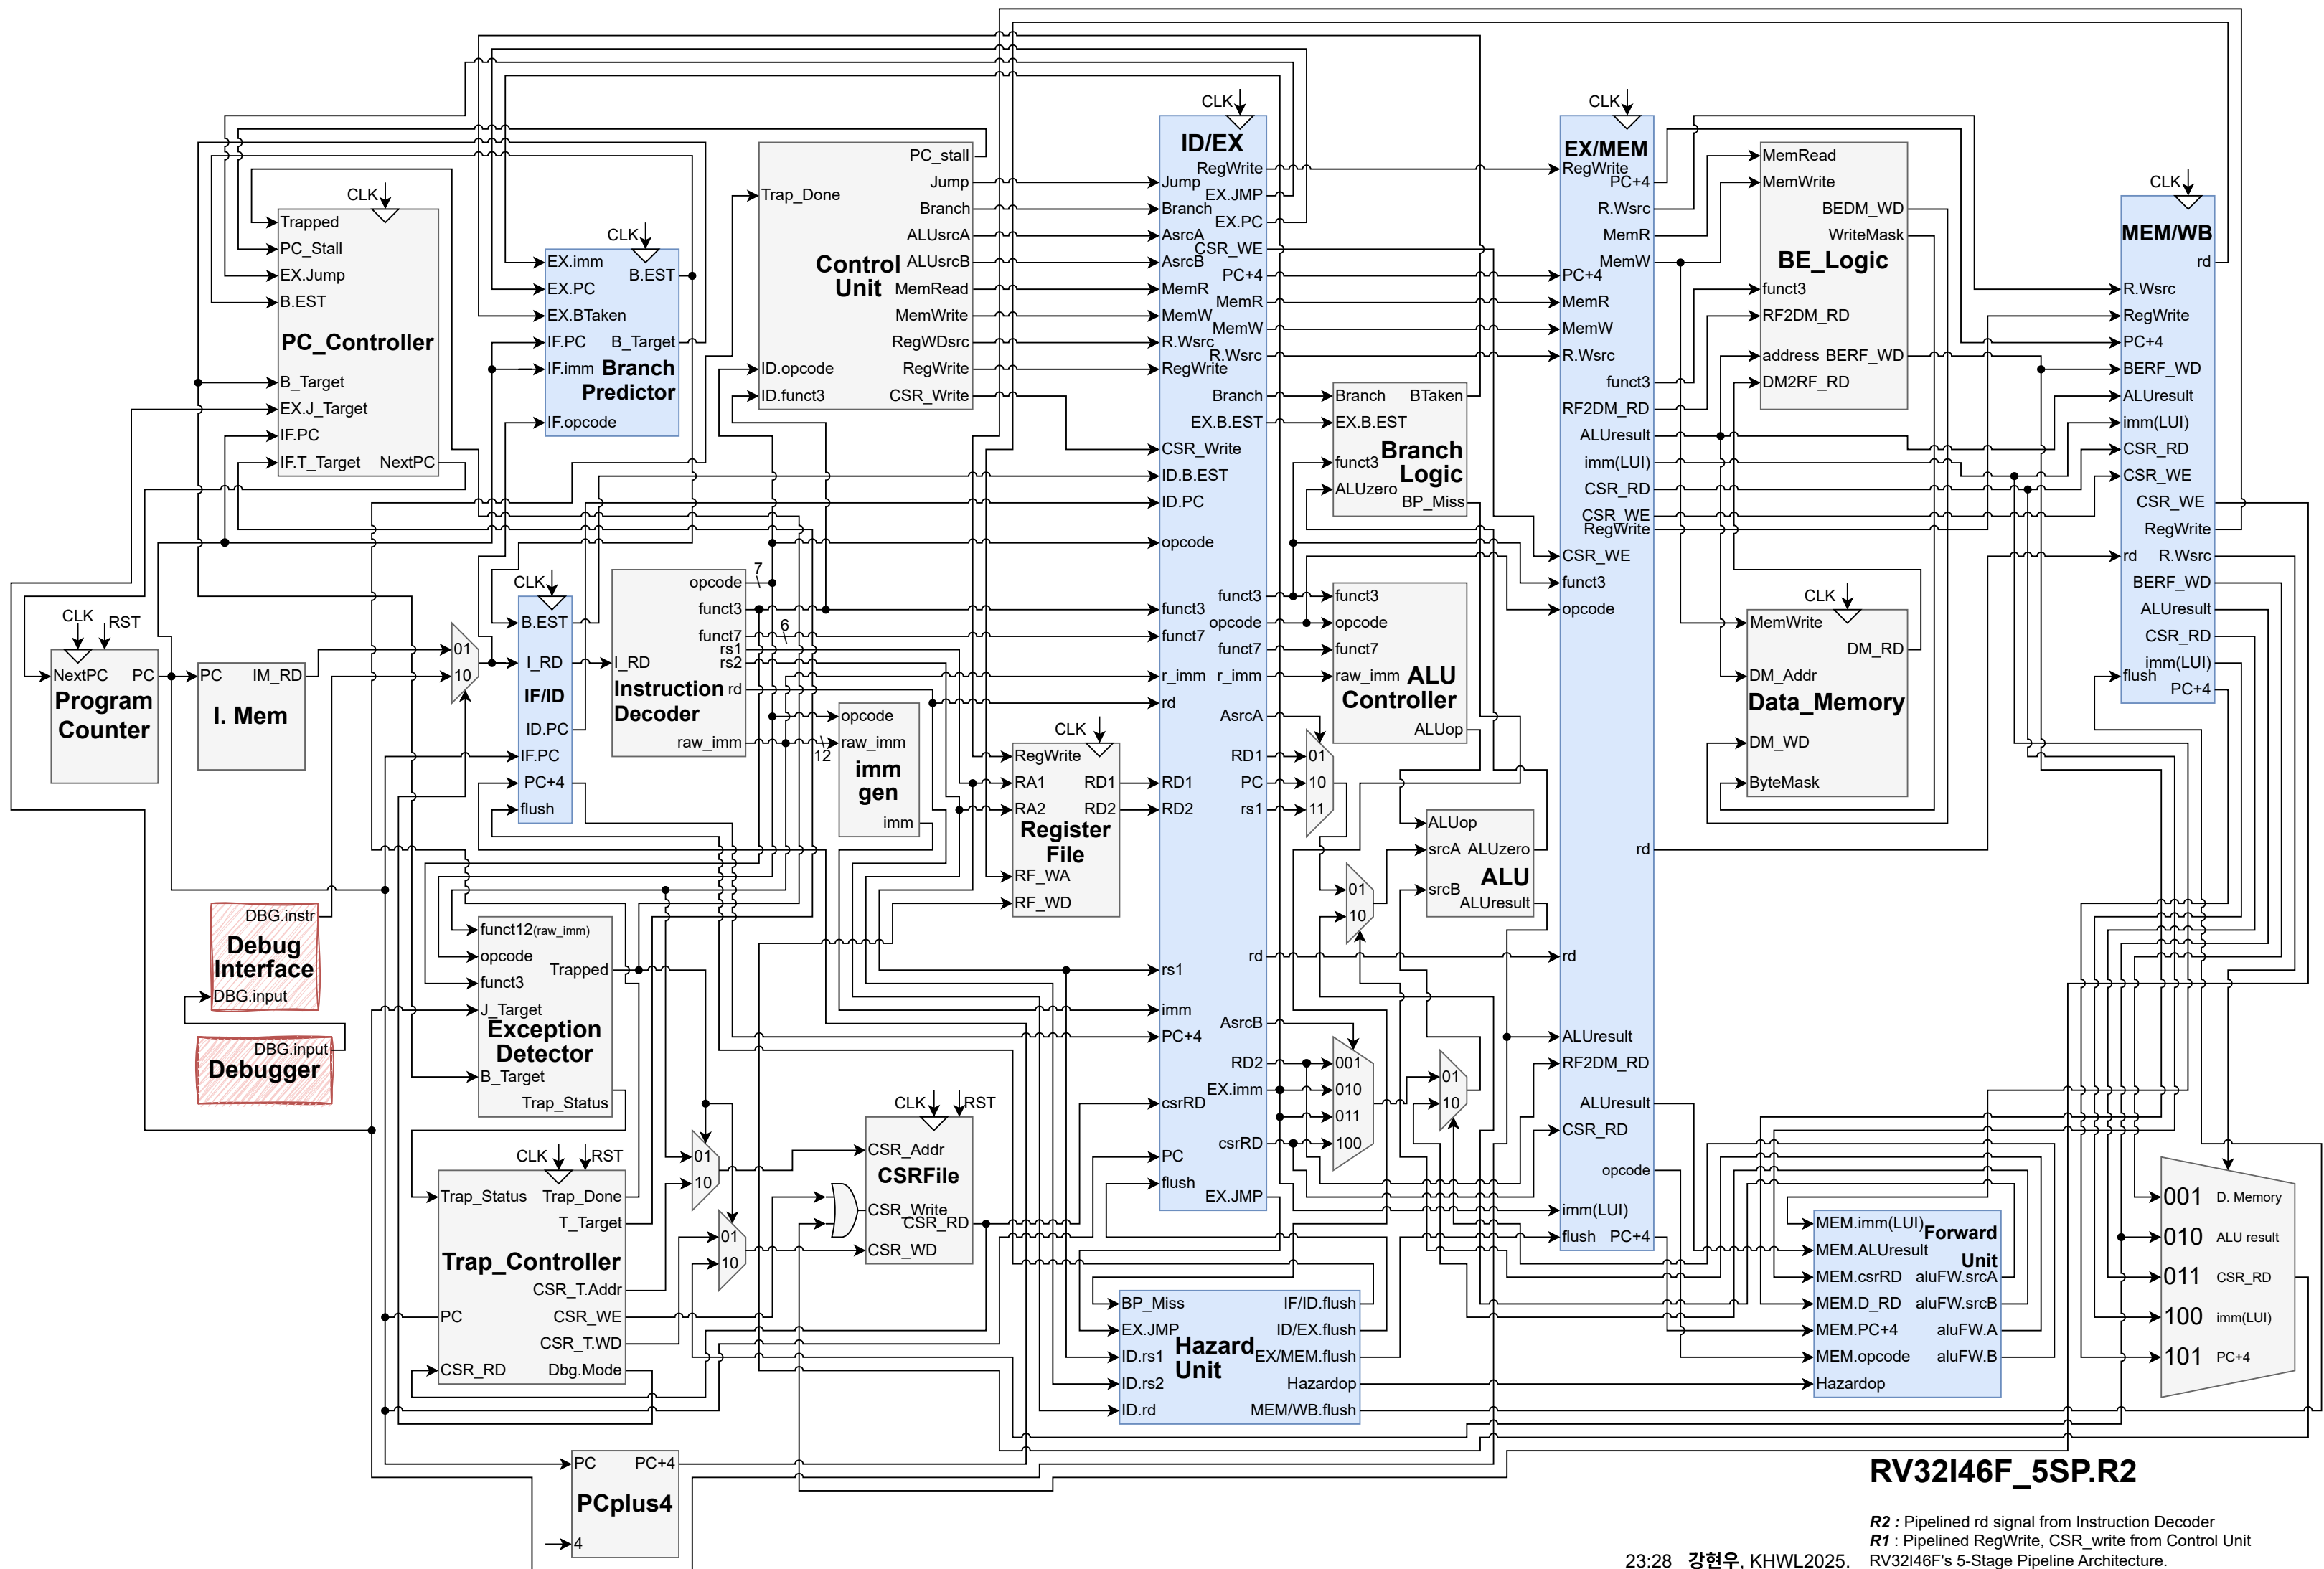 CLK
Trapped
PC_Stall
EX.Jump
B.EST
PC_Controller
B_Target
EX.J_Target
IF.PC
IF.T_Target NextPC
CLK
EX.imm
B.EST
EX.PC
EX.BTaken
IF.PC B_Target
IF.imm Branch
Predictor
IF.opcode
PC_stall
Jump
Trap_Done
Branch
ALUsrcA
Control
Unit
ALUsrcB
MemRead
MemWrite
RegWDsrc
ID.opcode RegWrite
ID.funct3 CSR_Write
CLK
ID/EX
RegWrite
Jump
EX.JMP
Branch
EX.PC
AsrcA
CSR_WE
AsrcB
PC+4
MemR
MemR
MemW
MemW
R.Wsrc
R.Wsrc
RegWrite
Branch
EX.B.EST
CSR_Write
ID.B.EST
ID.PC
opcode
funct3 funct3
opcode
funct7 funct7
r_imm r_imm
rd
AsrcA
RD1
RD1 PC
RD2 rs1
rd
rs1
imm
AsrcB
PC+4
RD2
EX.imm
csrRD
csrRD
PC
flush
EX.JMP
Branch BTaken
EX.B.EST
Branch
Logic
funct3
ALUzero
BP_Miss
funct3
opcode
funct7
raw_imm ALU
Controller
ALUop
01
10
11
ALUop
srcA ALUzero
ALU
srcB
ALUresult
01
10
001
010
011
100
01
10
CLK
EX/MEM
RegWrite
PC+4
R.Wsrc
MemR
MemW
PC+4
MemR
MemW
R.Wsrc
funct3
RF2DM_RD
ALUresult
imm(LUI)
CSR_RD
CSR_WE
RegWrite
CSR_WE
funct3
opcode
rd
rd
ALUresult
RF2DM_RD
ALUresult
CSR_RD
opcode
imm(LUI)
flush PC+4
MemRead
MemWrite
BEDM_WD
WriteMask
BE_Logic
funct3
RF2DM_RD
address BERF_WD
DM2RF_RD
CLK
MemWrite
DM_RD
DM_Addr
Data_Memory
DM_WD
ByteMask
CLK
MEM/WB
rd
R.Wsrc
RegWrite
PC+4
BERF_WD
ALUresult
imm(LUI)
CSR_RD
CSR_WE
CSR_WE
RegWrite
rd R.Wsrc
BERF_WD
ALUresult
CSR_RD
imm(LUI)
flush
PC+4
CLK RST
NextPC PC
Program
Counter
PC IM_RD
I. Mem
01
10
CLK
B.EST
I_RD
IF/ID
ID.PC
IF.PC
PC+4
flush
opcode 7
funct3
funct7 6
rs1
rs2
I_RD
Instruction
Decoder
rd
raw_imm
12
opcode
raw_imm
imm
gen
imm
CLK
RegWrite
RA1 RD1
RA2 RD2
Register
File
RF_WA
RF_WD
DBG.instr
Debug
Interface
DBG.input
DBG.input
Debugger
funct12(raw_imm)
opcode
Trapped
funct3
J_Target
Exception
Detector
B_Target
Trap_Status
CLK RST
Trap_Status Trap_Done
T_Target
Trap_Controller
CSR_T.Addr
PC CSR_WE
CSR_T.WD
CSR_RD Dbg.Mode
01
10
01
10
CLK RST
CSR_Addr
CSRFile
CSR_Write
CSR_RD
CSR_WD
BP_Miss IF/ID.flush
EX.JMP ID/EX.flush
Hazard
Unit
ID.rs1 EX/MEM.flush
ID.rs2 Hazardop
ID.rd MEM/WB.flush
MEM.imm(LUI)
Forward
Unit
MEM.ALUresult
MEM.csrRD aluFW.srcA
MEM.D_RD aluFW.srcB
MEM.PC+4 aluFW.A
MEM.opcode aluFW.B
Hazardop
001 D. Memory
010 ALU result
011 CSR_RD
100 imm(LUI)
101 PC+4
PC PC+4
PCplus4
4
RV32I46F_5SP.R2
R2 : Pipelined rd signal from Instruction Decoder
R1 : Pipelined RegWrite, CSR_write from Control Unit
23:28 강현우, KHWL2025. RV32I46F's 5-Stage Pipeline Architecture.